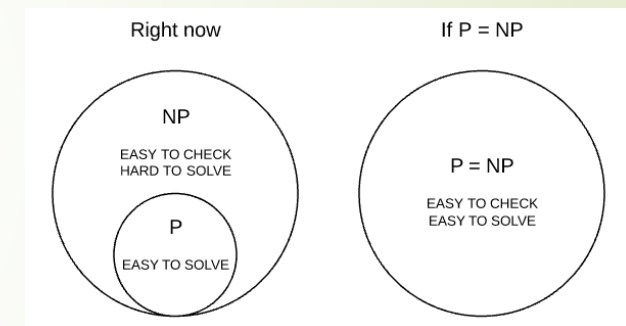 Right now
NP
EASY TO CHECK
HARD TO SOLVE
P
EASY TO SOLVE
If P = NP
P = NP
EASY TO CHECK
EASY TO SOLVE